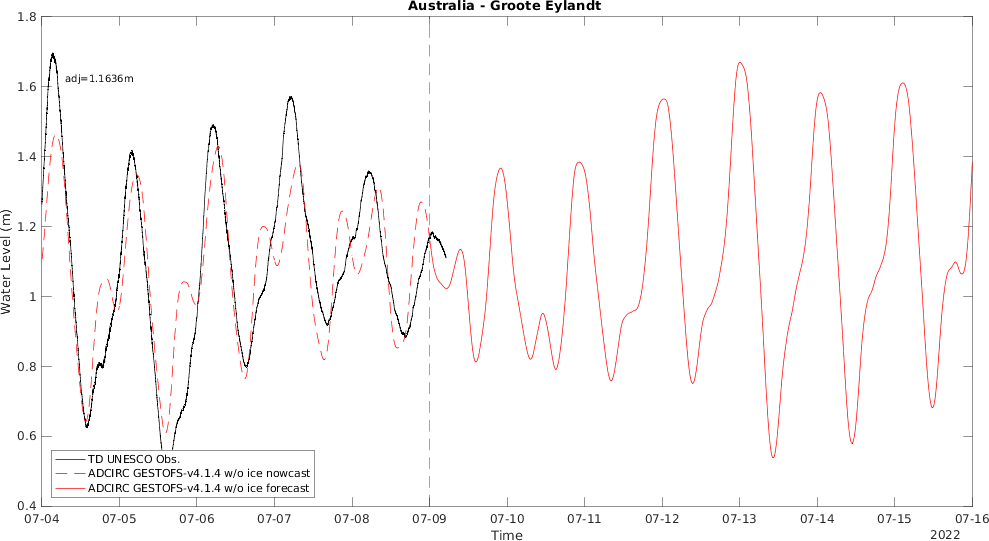 Australia - Groote Eylandt
1.8
1.6
1.4
1.2
1
0.8
0.6
0.4
Water Level (m)
adj=1.1636m
TD UNESCO Obs.
ADCIRC GESTOFS-v4.1.4 w/o ice nowcast
ADCIRC GESTOFS-v4.1.4 w/o ice forecast
07-04 07-05 07-06 07-07 07-08 07-09 07-10 07-11 07-12 07-13 07-14 07-15 07-16
Time
2022